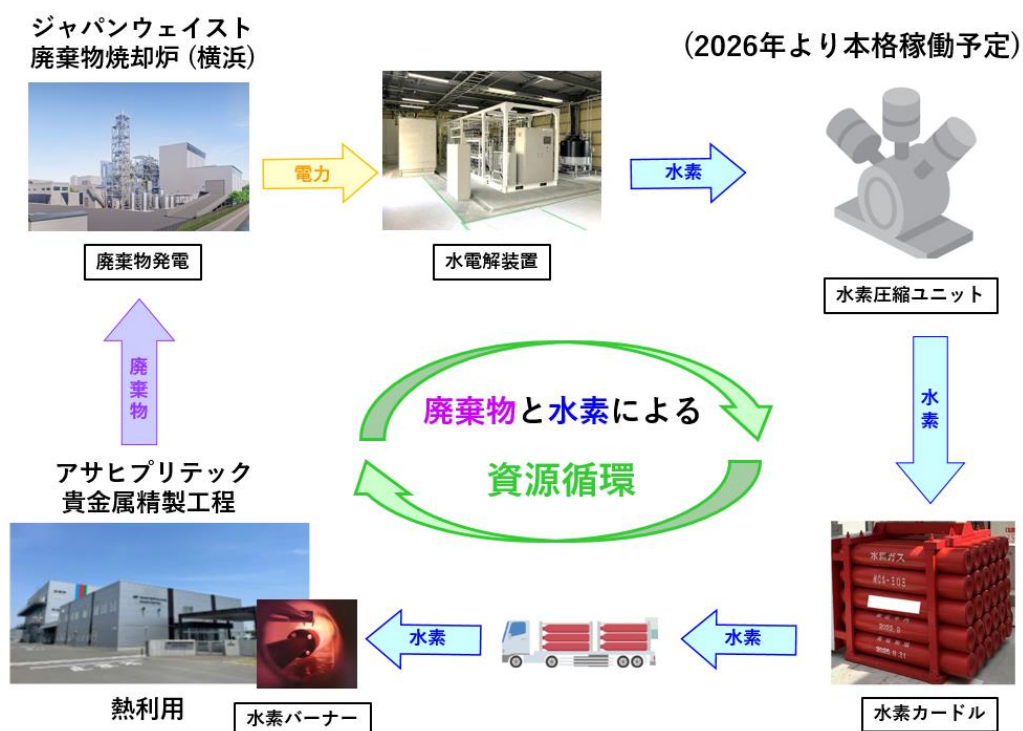 ジャパンウェイスト
廃棄物焼却炉 (横浜)
(2026年より本格稼働予定)
電力
水素
廃棄物発電
水電解装置
水素圧縮ユニット
廃棄物
水素
廃棄物と水素による
資源循環
アサヒプリテック
貴金属精製工程
水素ガス
水素
水素
熱利用
水素バーナー
水素カードル